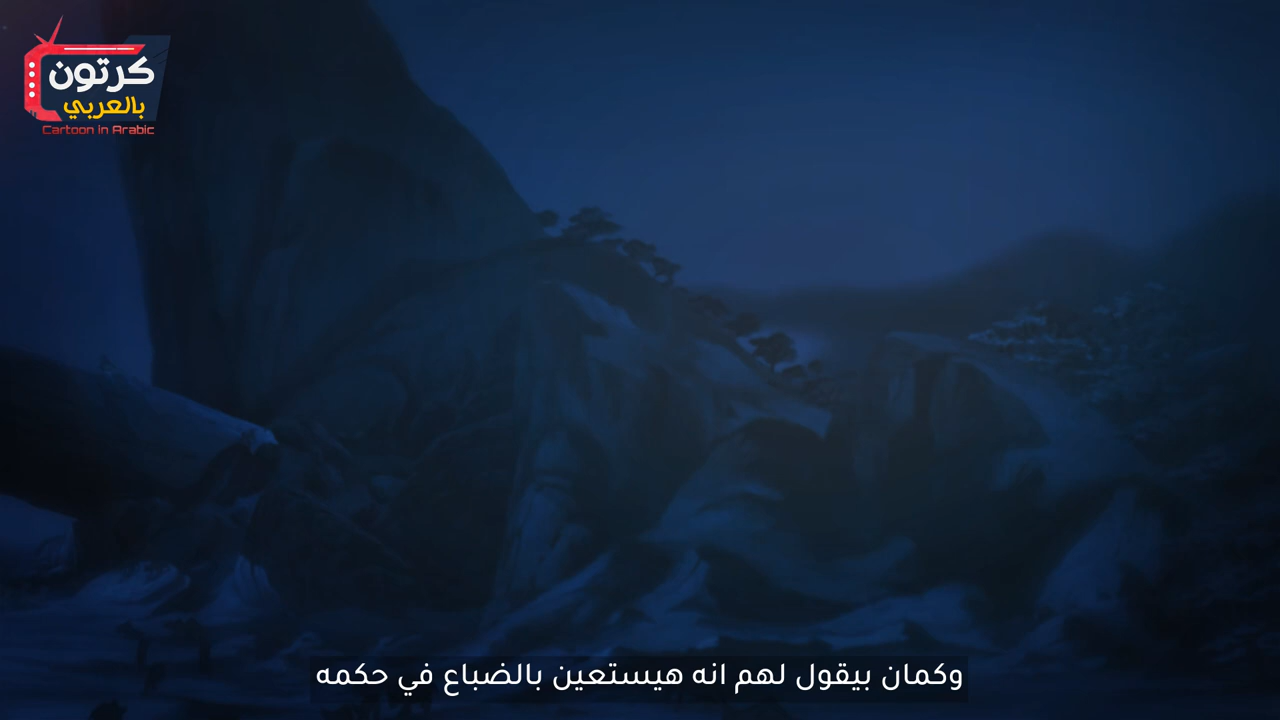 كرتون
بالعربي
Cartoon in Arabic
وكمان بيقول لهم انه هيستعين بالضباع في حكمه